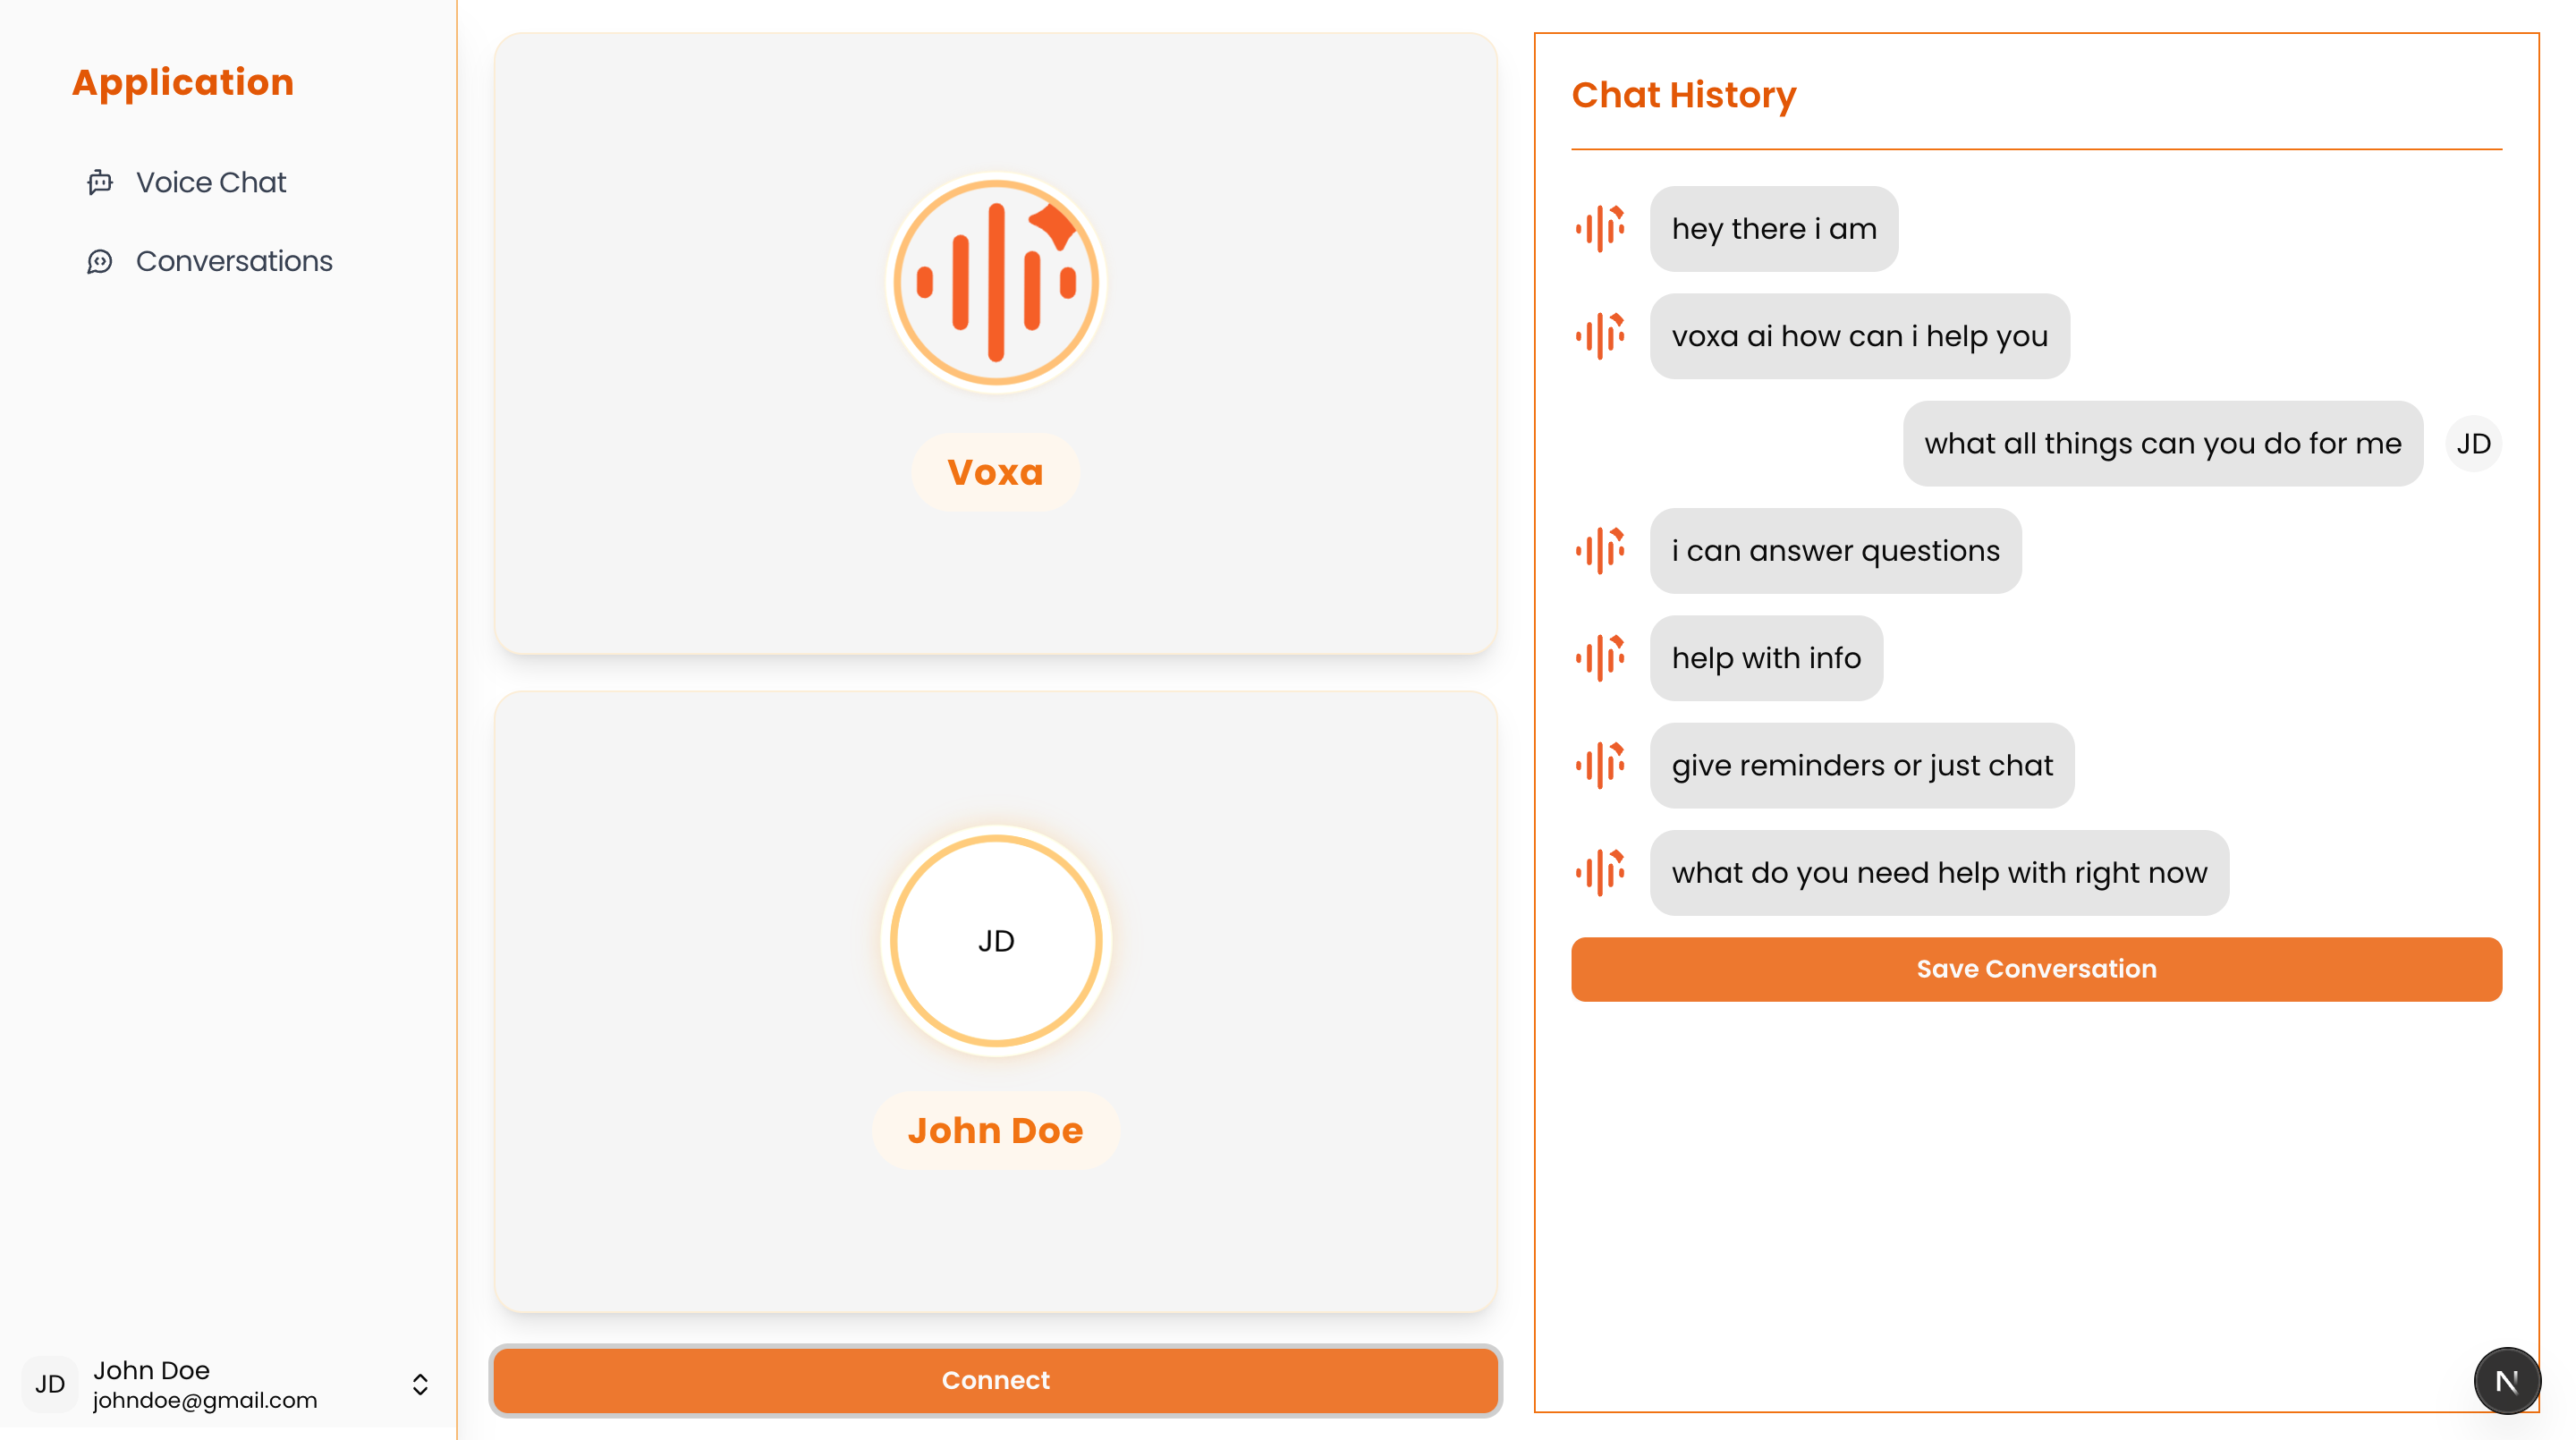 Application
Voice Chat
Conversations
JD
John Doe
johndoe@gmail.com
Voxa
JD
John Doe
Connect
Chat History
hey there i am
voxa ai how can i help you
what all things can you do for me
JD
i can answer questions
help with info
give reminders or just chat
what do you need help with right now
Save Conversation
N